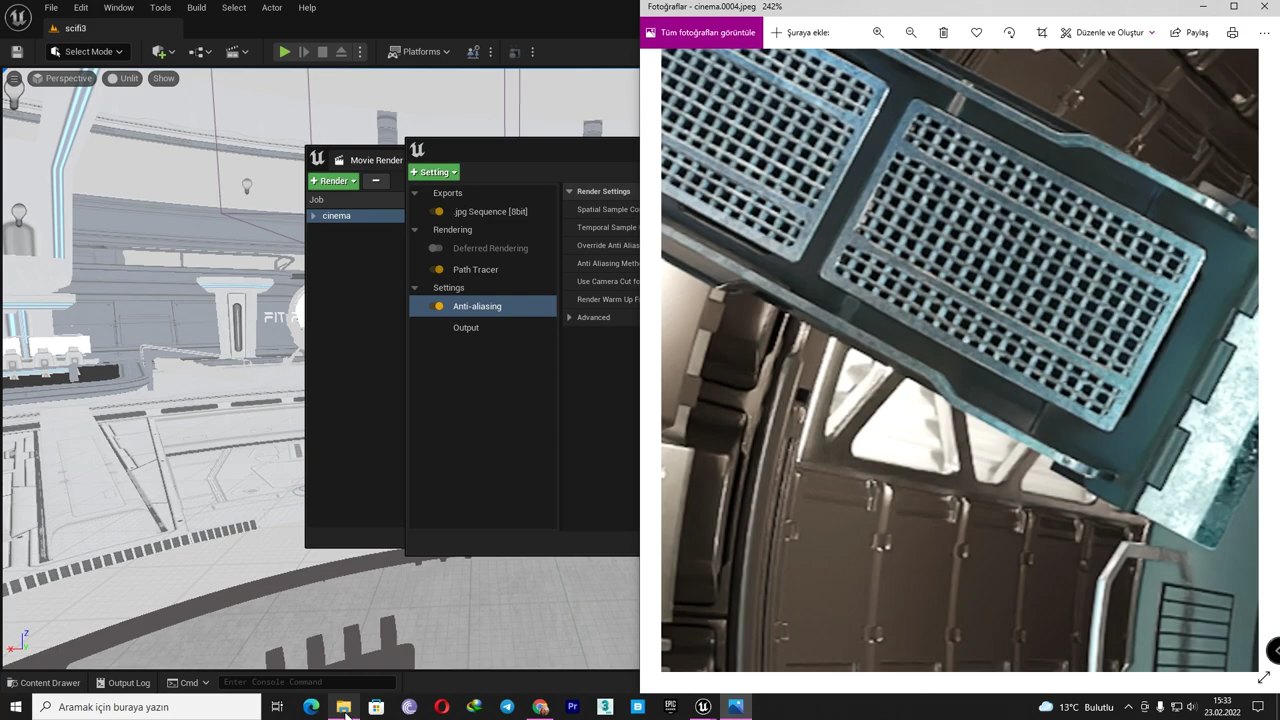 File Edit Window Tools Build Select Actor Help
scifi3
Select Mode
Platforms
Perspective Unlit Show
Movie Render
+ Render
Job
cinema
+ Setting
Exports
.jpg Sequence [8bit]
Rendering
Deferred Rendering
Path Tracer
Settings
Anti-aliasing
Output
Render Settings
Spatial Sample Co
Temporal Sample
Override Anti Alias
Anti Aliasing Meth
Use Camera Cut fo
Render Warm Up F
Advanced
Content Drawer Output Log Cmd Enter Console Command
Fotoğraflar - cinema.0004.jpeg 242%
Tüm fotoğrafları görüntüle Şuraya ekle: Düzenle ve Oluştur Paylaş
Aramak için buraya yazın
Pr
3
EPIC
13°C Bulutlu
15:33
23.02.2022